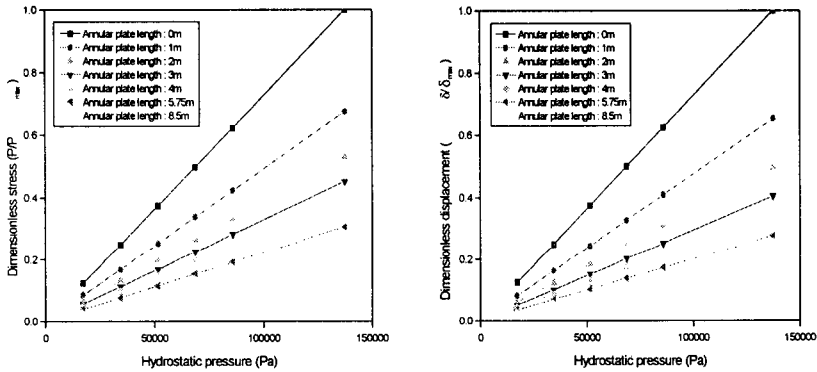 1.0
0.8
0.6
0.4
0.2
0.0
Dimensionless stress (P/P max)
Annular plate length : 0m
Annular plate length : 1m
Annular plate length : 2m
Annular plate length : 3m
Annular plate length : 4m
Annular plate length : 5.75m
Annular plate length : 8.5m
0
50000
100000
150000
Hydrostatic pressure (Pa)
1.0
0.8
0.6
0.4
0.2
0.0
Dimensionless displacement ( δ/δmax)
Annular plate length : 0m
Annular plate length : 1m
Annular plate length : 2m
Annular plate length : 3m
Annular plate length : 4m
Annular plate length : 5.75m
Annular plate length : 8.5m
0
50000
100000
150000
Hydrostatic pressure (Pa)